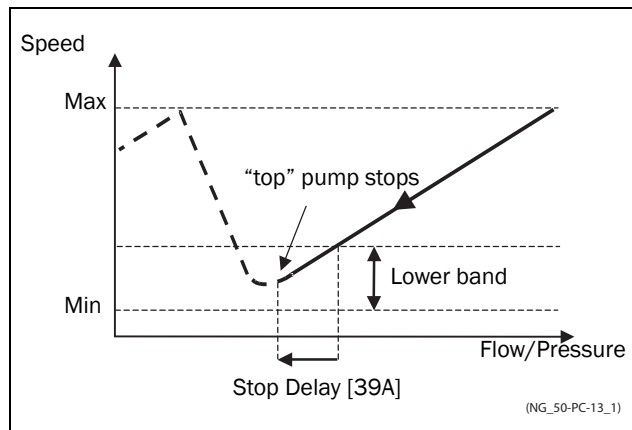 Speed
Max
“top” pump stops
Lower band
Min
Flow/Pressure
Stop Delay [39A]
(NG_50-PC-13_1)